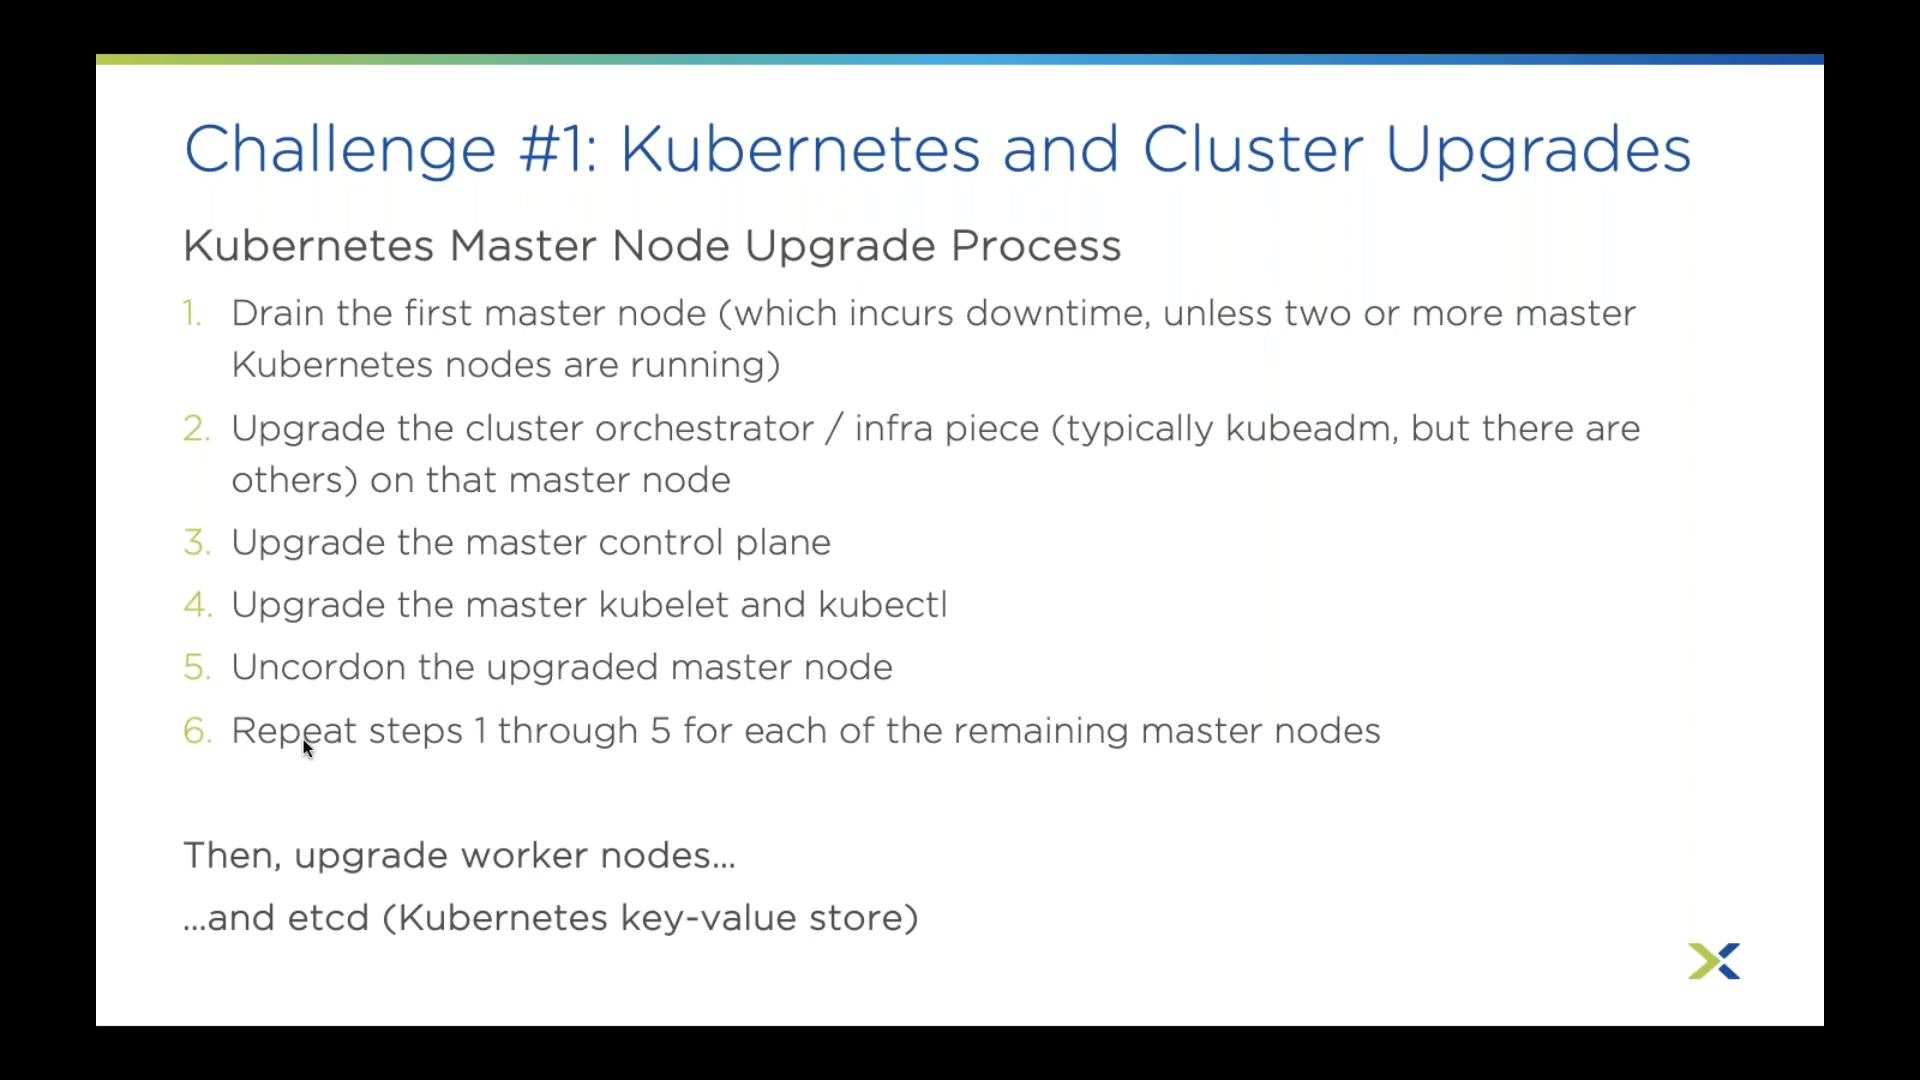 Challenge #1: Kubernetes and Cluster Upgrades
Kubernetes Master Node Upgrade Process
1. Drain the first master node (which incurs downtime, unless two or more master
Kubernetes nodes are running)
2. Upgrade the cluster orchestrator / infra piece (typically kubeadm, but there are
others) on that master node
3. Upgrade the master control plane
4. Upgrade the master kubelet and kubectl
5. Uncordon the upgraded master node
6. Repeat steps 1 through 5 for each of the remaining master nodes
Then, upgrade worker nodes...
...and etcd (Kubernetes key-value store)